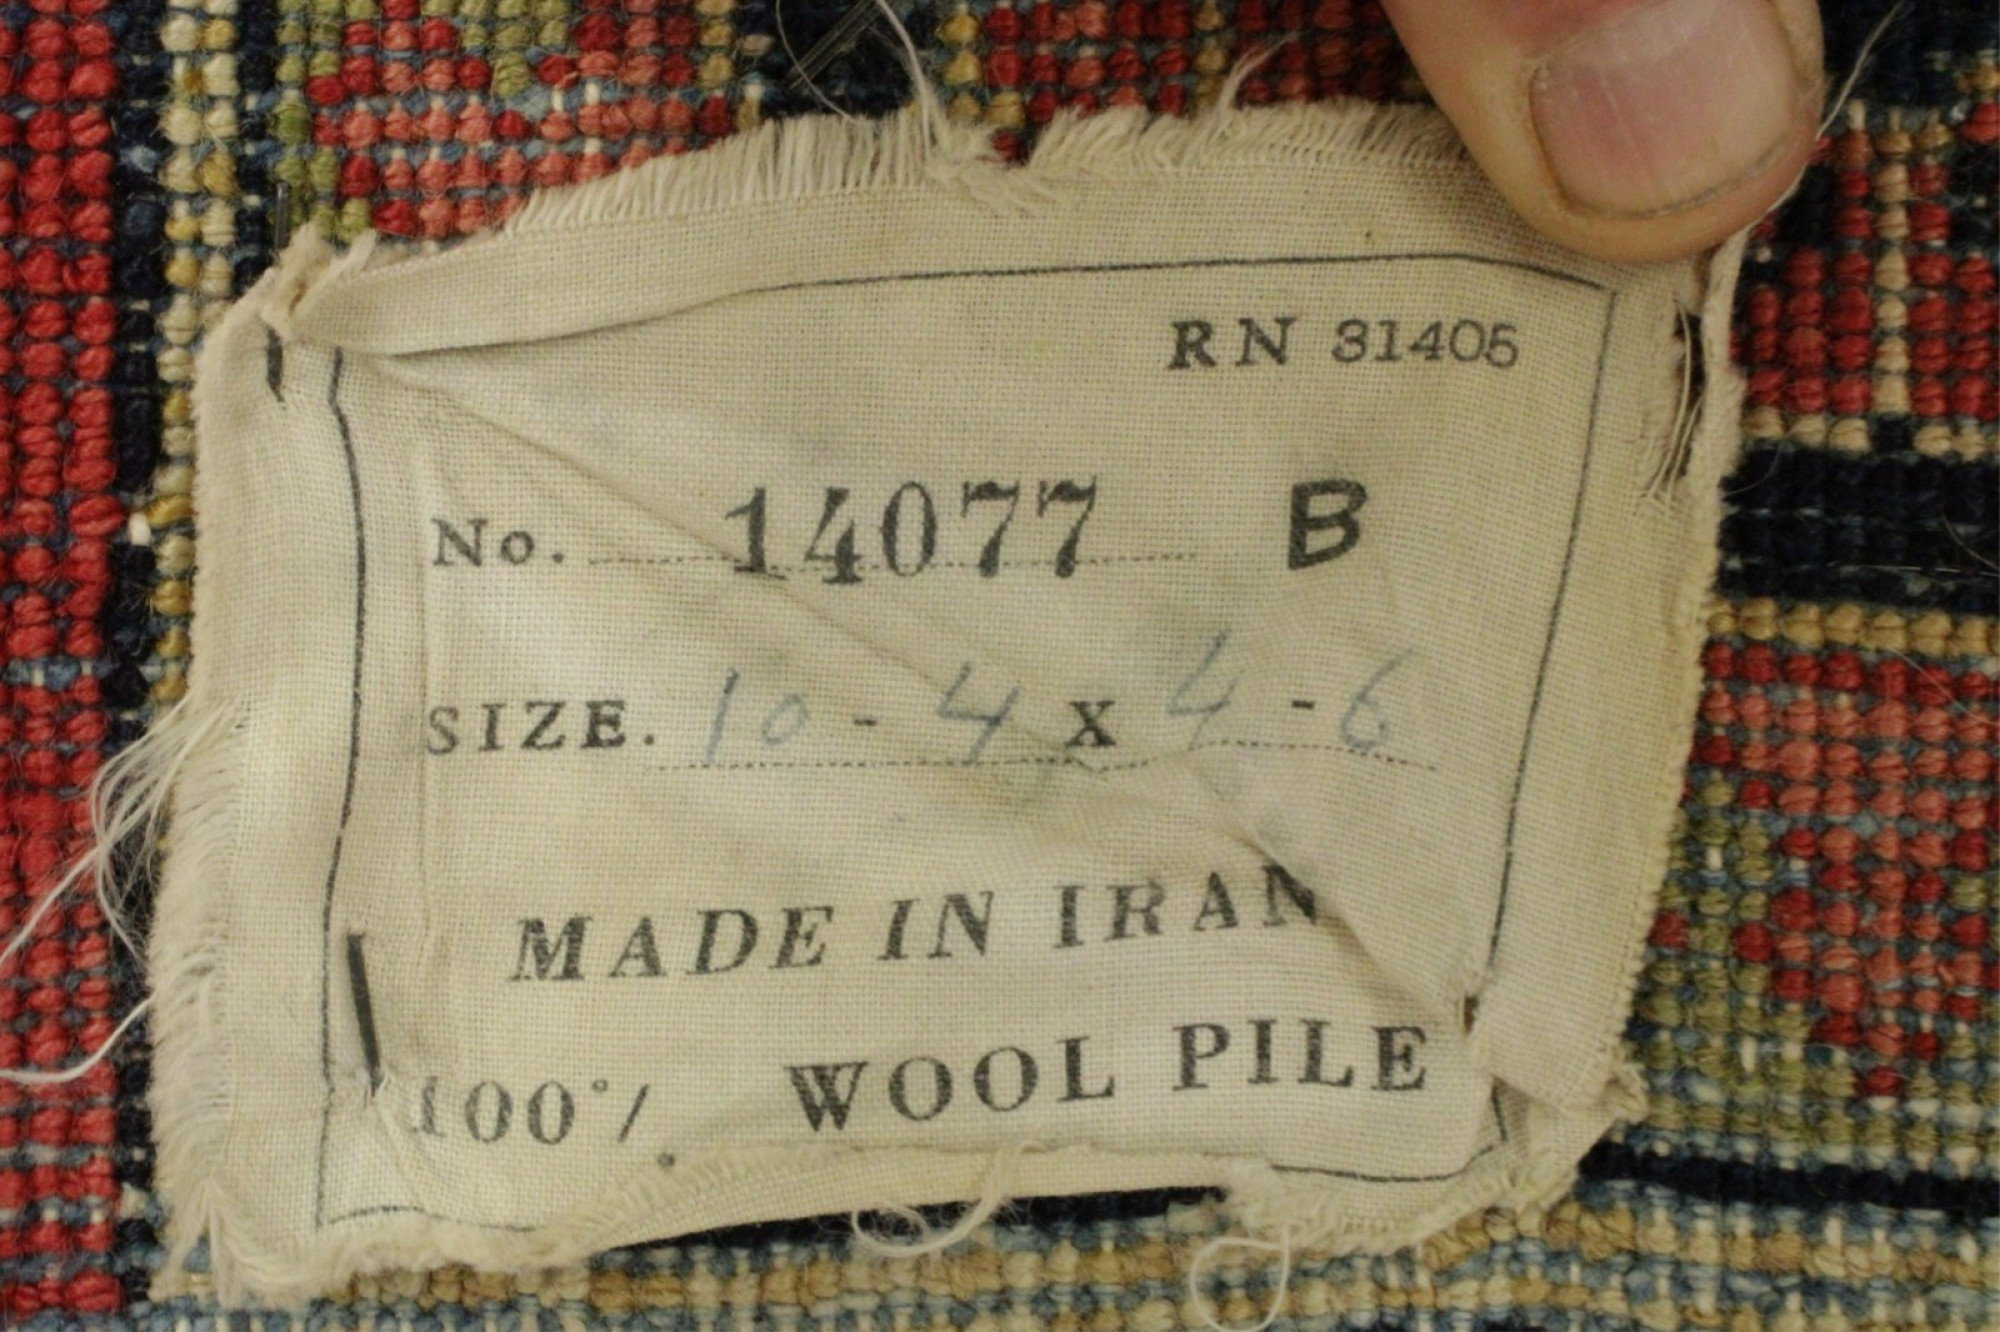 RN 31405
No. 14077 B
SIZE. 10 - 4 X 4 - 6
MADE IN IRAN
100% WOOL PILE